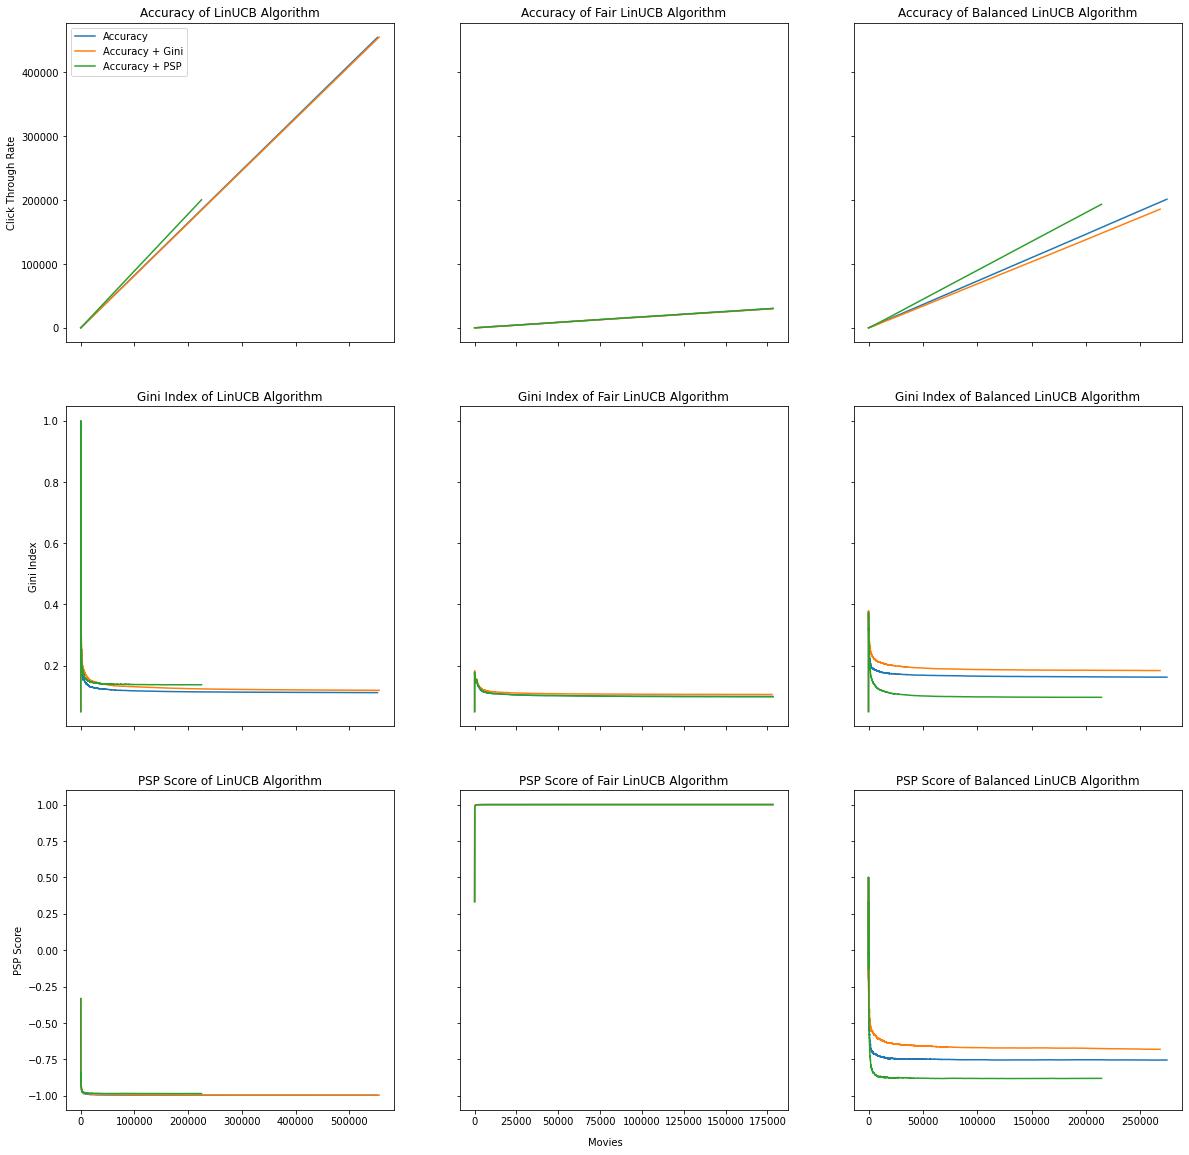 Accuracy of LinUCB Algorithm
Accuracy of Fair LinUCB Algorithm
Accuracy of Balanced LinUCB Algorithm
Accuracy
Accuracy + Gini
Accuracy + PSP
400000
300000
200000
100000
0
Click Through Rate
Gini Index of LinUCB Algorithm
Gini Index of Fair LinUCB Algorithm
Gini Index of Balanced LinUCB Algorithm
1.0
0.8
0.6
0.4
0.2
Gini Index
PSP Score of LinUCB Algorithm
PSP Score of Fair LinUCB Algorithm
PSP Score of Balanced LinUCB Algorithm
1.00
0.75
0.50
0.25
0.00
−0.25
−0.50
−0.75
−1.00
PSP Score
0 100000 200000 300000 400000 500000
0 25000 50000 75000 100000 125000 150000 175000
0 50000 100000 150000 200000 250000
Movies